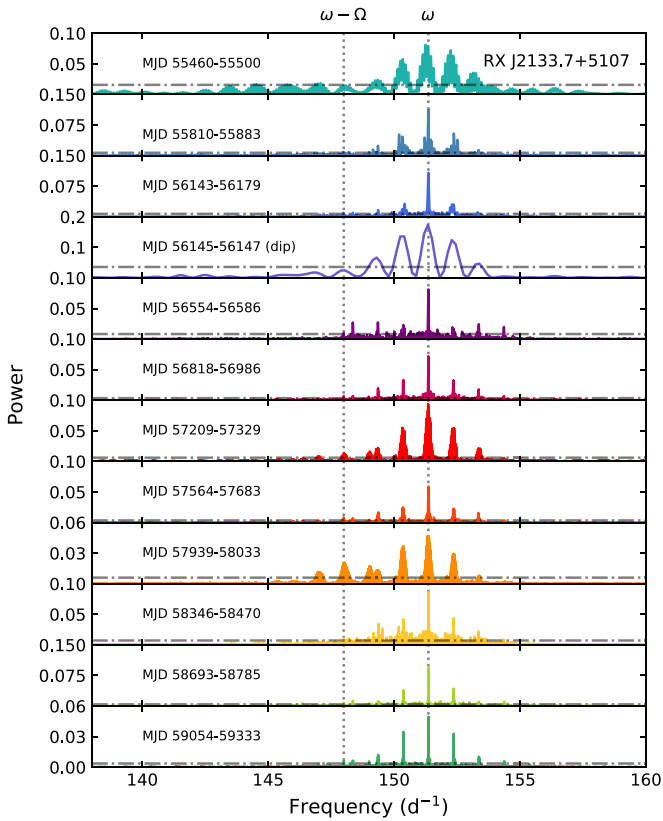 ω − Ω ω
0.10
MJD 55460-55500
RX J2133.7+5107
0.05
0.150
MJD 55810-55883
0.075
0.150
MJD 56143-56179
0.075
0.2
MJD 56145-56147 (dip)
0.1
0.10
MJD 56554-56586
0.05
0.10
MJD 56818-56986
0.05
0.10
MJD 57209-57329
0.05
0.10
MJD 57564-57683
0.05
0.06
MJD 57939-58033
0.03
0.10
MJD 58346-58470
0.05
0.150
MJD 58693-58785
0.075
0.06
MJD 59054-59333
0.03
0.00
Power
140 145 150 155 160
Frequency (d⁻¹)